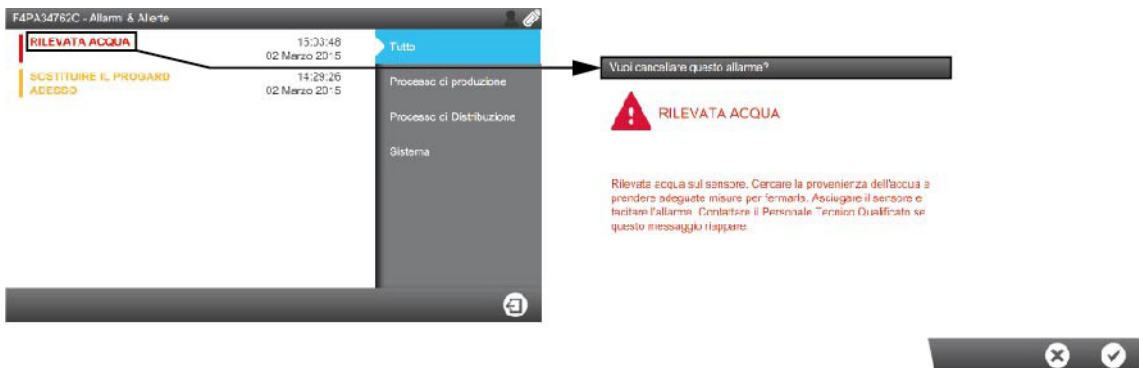 F4PA34762C - Allarmi & Allerte
RILEVATA ACQUA
15:03:48
02 Marzo 2015
SOSTITUIRE IL PROGARD
ADESSO
14:29:26
02 Marzo 2015
Tutto
Processo di produzione
Processo di Distribuzione
Sistema
Vuoi cancellare questo allarme?
RILEVATA ACQUA
Rilevata acqua sul sensore. Cercare la provenienza dell'acqua e
prendere adeguate misure per fermarla. Asciugare il sensore e
tacitare l'allarme. Contattare il Personale Tecnico Qualificato se
questo messaggio riappare.